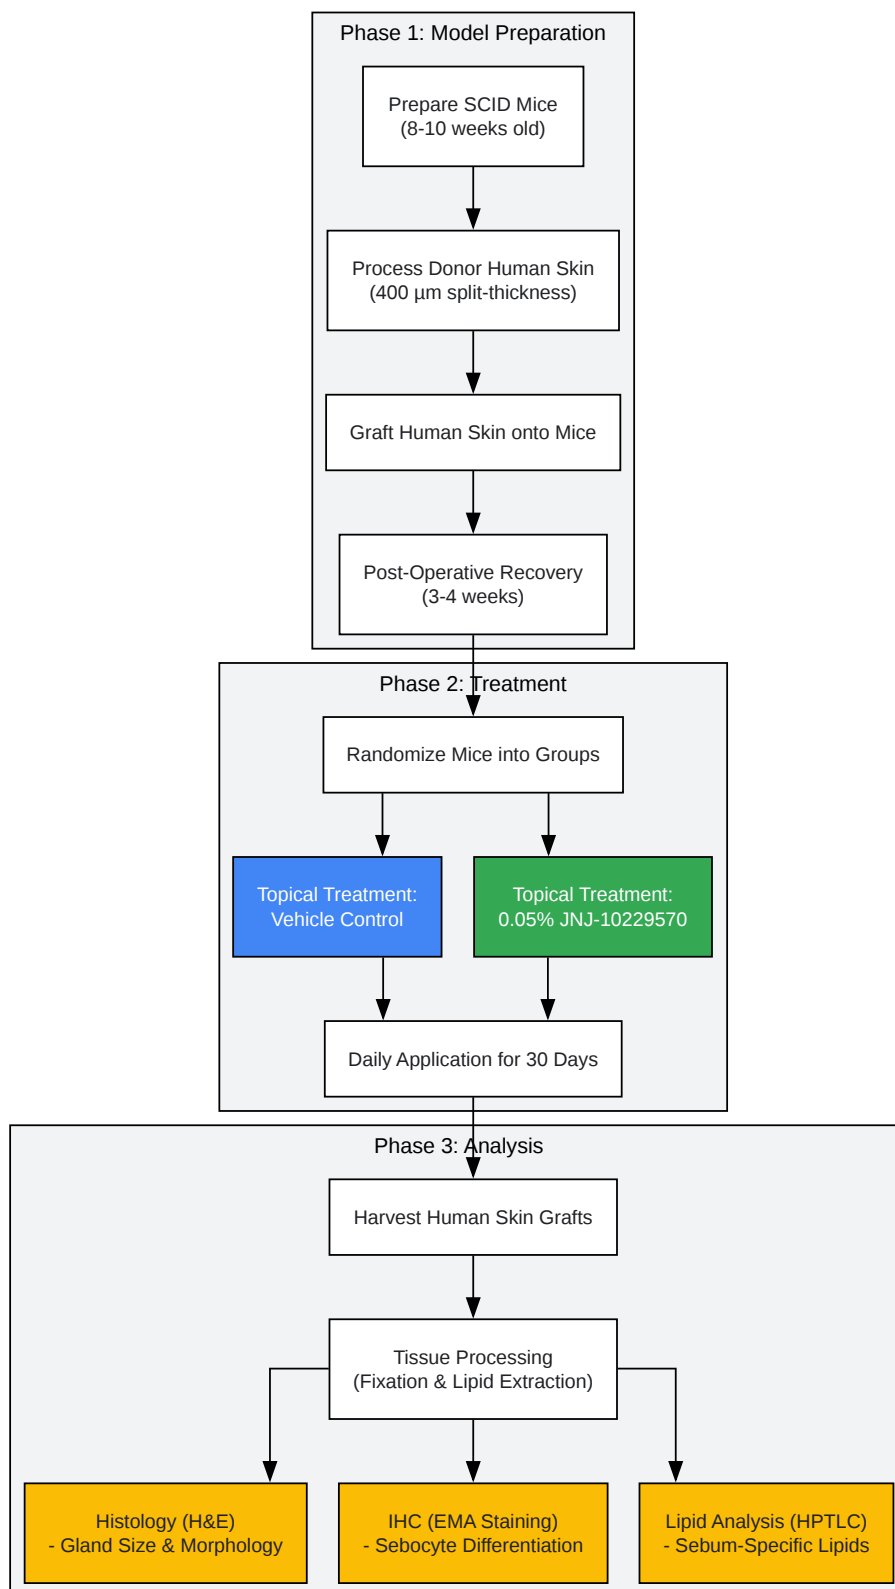 Phase 1: Model Preparation
Prepare SCID Mice
(8-10 weeks old)
Process Donor Human Skin
(400 µm split-thickness)
Graft Human Skin onto Mice
Post-Operative Recovery
(3-4 weeks)
Phase 2: Treatment
Randomize Mice into Groups
Topical Treatment:
Vehicle Control
Topical Treatment:
0.05% JNJ-10229570
Daily Application for 30 Days
Phase 3: Analysis
Harvest Human Skin Grafts
Tissue Processing
(Fixation & Lipid Extraction)
Histology (H&E)
- Gland Size & Morphology
IHC (EMA Staining)
- Sebocyte Differentiation
Lipid Analysis (HPTLC)
- Sebum-Specific Lipids